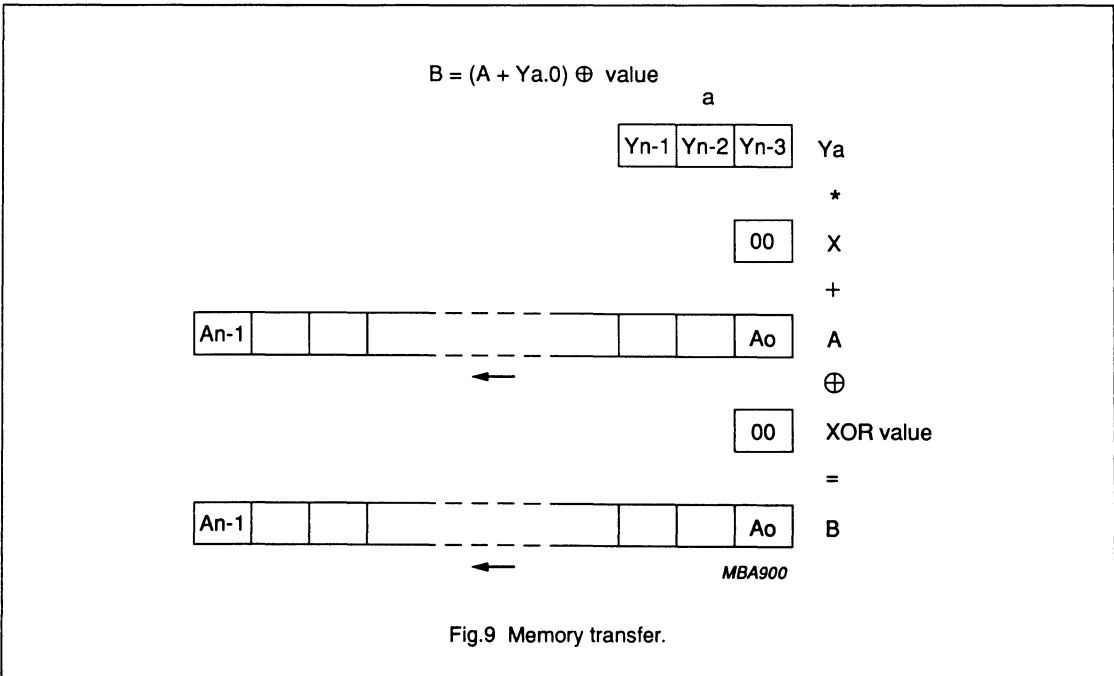 B = (A + Ya.0) ⊕ value
a
Yn-1 Yn-2 Yn-3 Ya
*
00 X
+
An-1 Ao A
⊕
00 XOR value
=
An-1 Ao B
MBA900
Fig.9 Memory transfer.